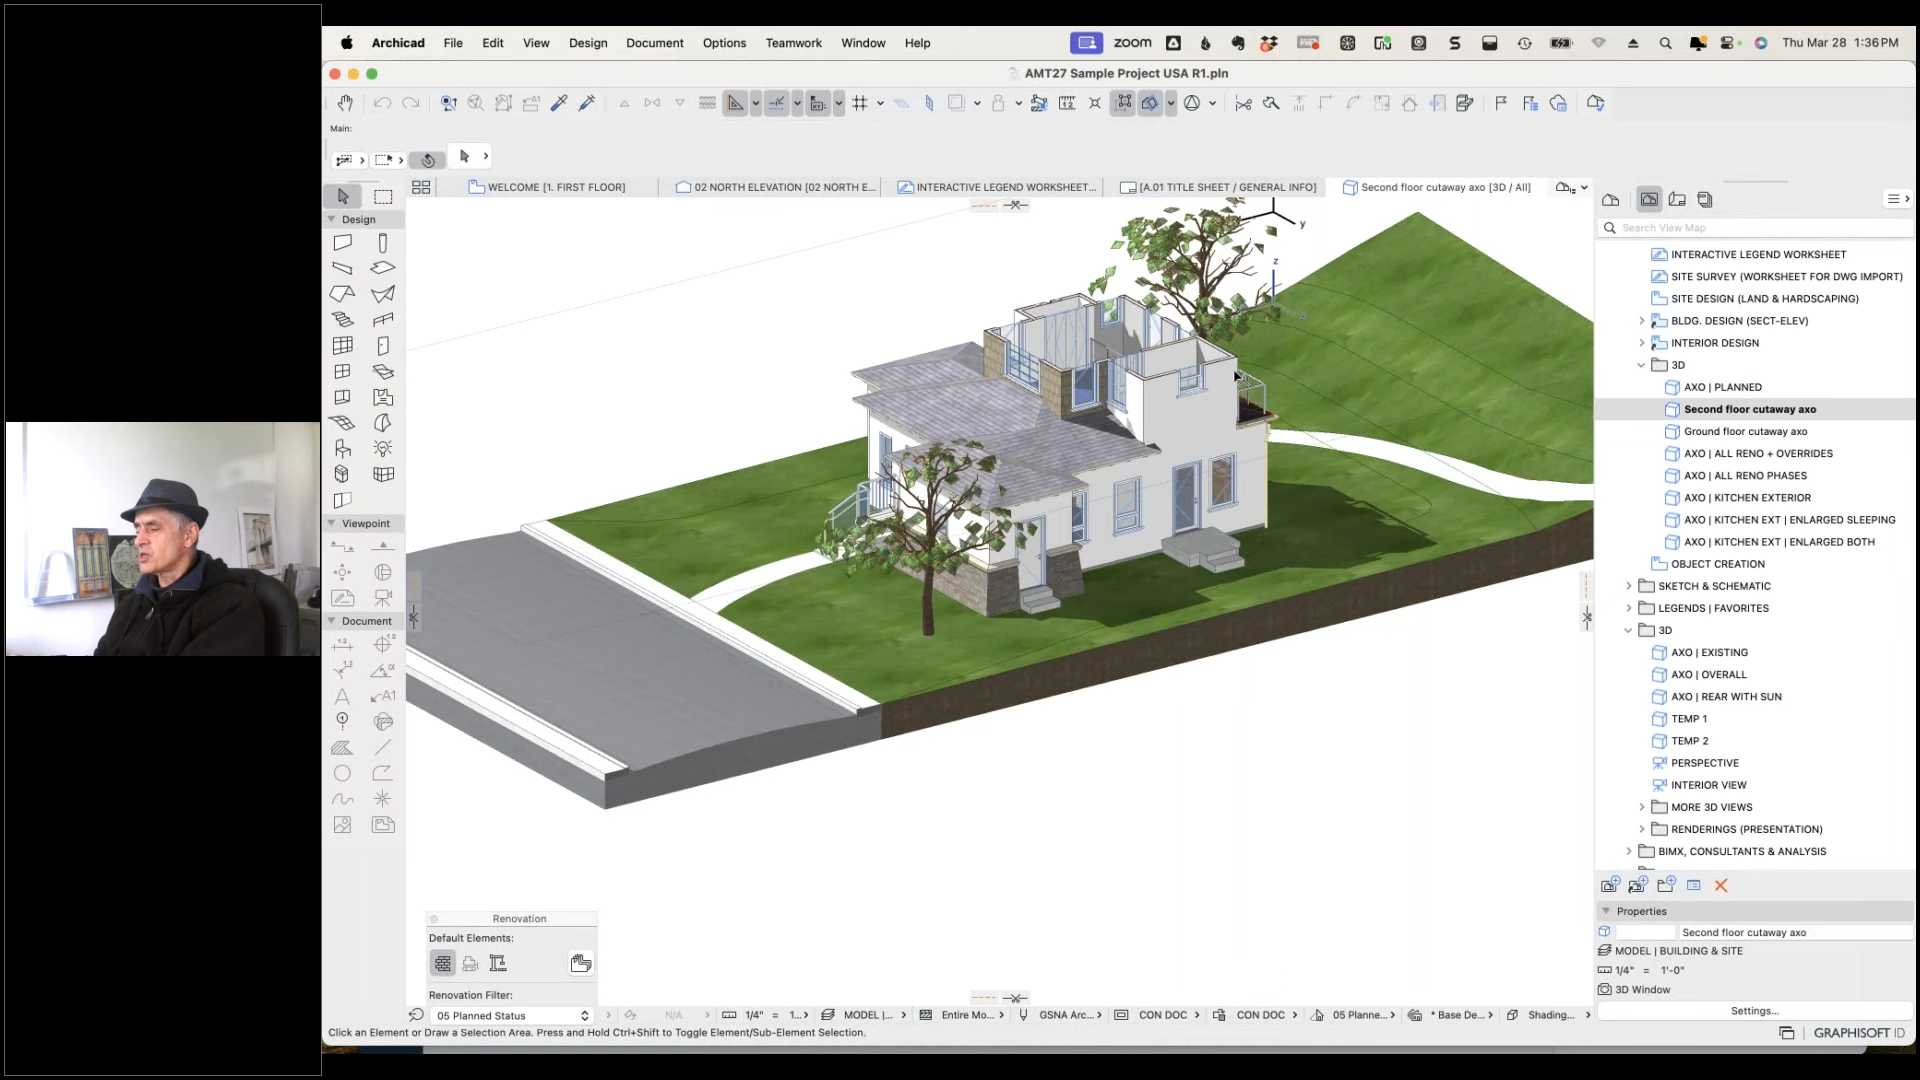 Archicad File Edit View Design Document Options Teamwork Window Help
zoom
Thu Mar 28 1:36 PM
AMT27 Sample Project USA R1.pln
Main:
WELCOME [1. FIRST FLOOR]
02 NORTH ELEVATION [02 NORTH E...
INTERACTIVE LEGEND WORKSHEET...
[A.01 TITLE SHEET / GENERAL INFO]
Second floor cutaway axo [3D / All]
Design
Viewpoint
Document
y
z
Search View Map
INTERACTIVE LEGEND WORKSHEET
SITE SURVEY (WORKSHEET FOR DWG IMPORT)
SITE DESIGN (LAND & HARDSCAPING)
BLDG. DESIGN (SECT-ELEV)
INTERIOR DESIGN
3D
AXO | PLANNED
Second floor cutaway axo
Ground floor cutaway axo
AXO | ALL RENO + OVERRIDES
AXO | ALL RENO PHASES
AXO | KITCHEN EXTERIOR
AXO | KITCHEN EXT | ENLARGED SLEEPING
AXO | KITCHEN EXT | ENLARGED BOTH
OBJECT CREATION
SKETCH & SCHEMATIC
LEGENDS | FAVORITES
3D
AXO | EXISTING
AXO | OVERALL
AXO | REAR WITH SUN
TEMP 1
TEMP 2
PERSPECTIVE
INTERIOR VIEW
MORE 3D VIEWS
RENDERINGS (PRESENTATION)
BIMX, CONSULTANTS & ANALYSIS
Properties
Second floor cutaway axo
MODEL | BUILDING & SITE
1/4" = 1'-0"
3D Window
Settings...
Renovation
Default Elements:
Renovation Filter:
05 Planned Status
N/A
1/4" = 1...
MODEL |...
Entire Mo...
GSNA Arc...
CON DOC
CON DOC
05 Planne...
* Base De...
Shading...
Click an Element or Draw a Selection Area. Press and Hold Ctrl+Shift to Toggle Element/Sub-Element Selection.
GRAPHISOFT ID